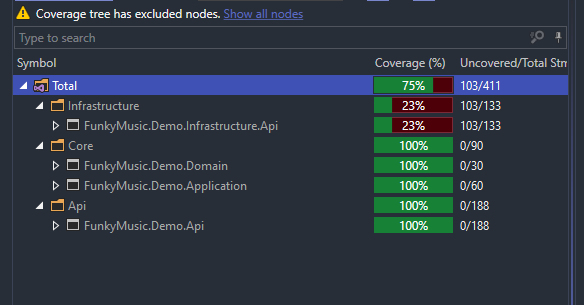 Coverage tree has excluded nodes. Show all nodes
Type to search
Symbol Coverage (%) Uncovered/Total Stm
Total 75% 103/411
Infrastructure 23% 103/133
FunkyMusic.Demo.Infrastructure.Api 23% 103/133
Core 100% 0/90
FunkyMusic.Demo.Domain 100% 0/30
FunkyMusic.Demo.Application 100% 0/60
Api 100% 0/188
FunkyMusic.Demo.Api 100% 0/188